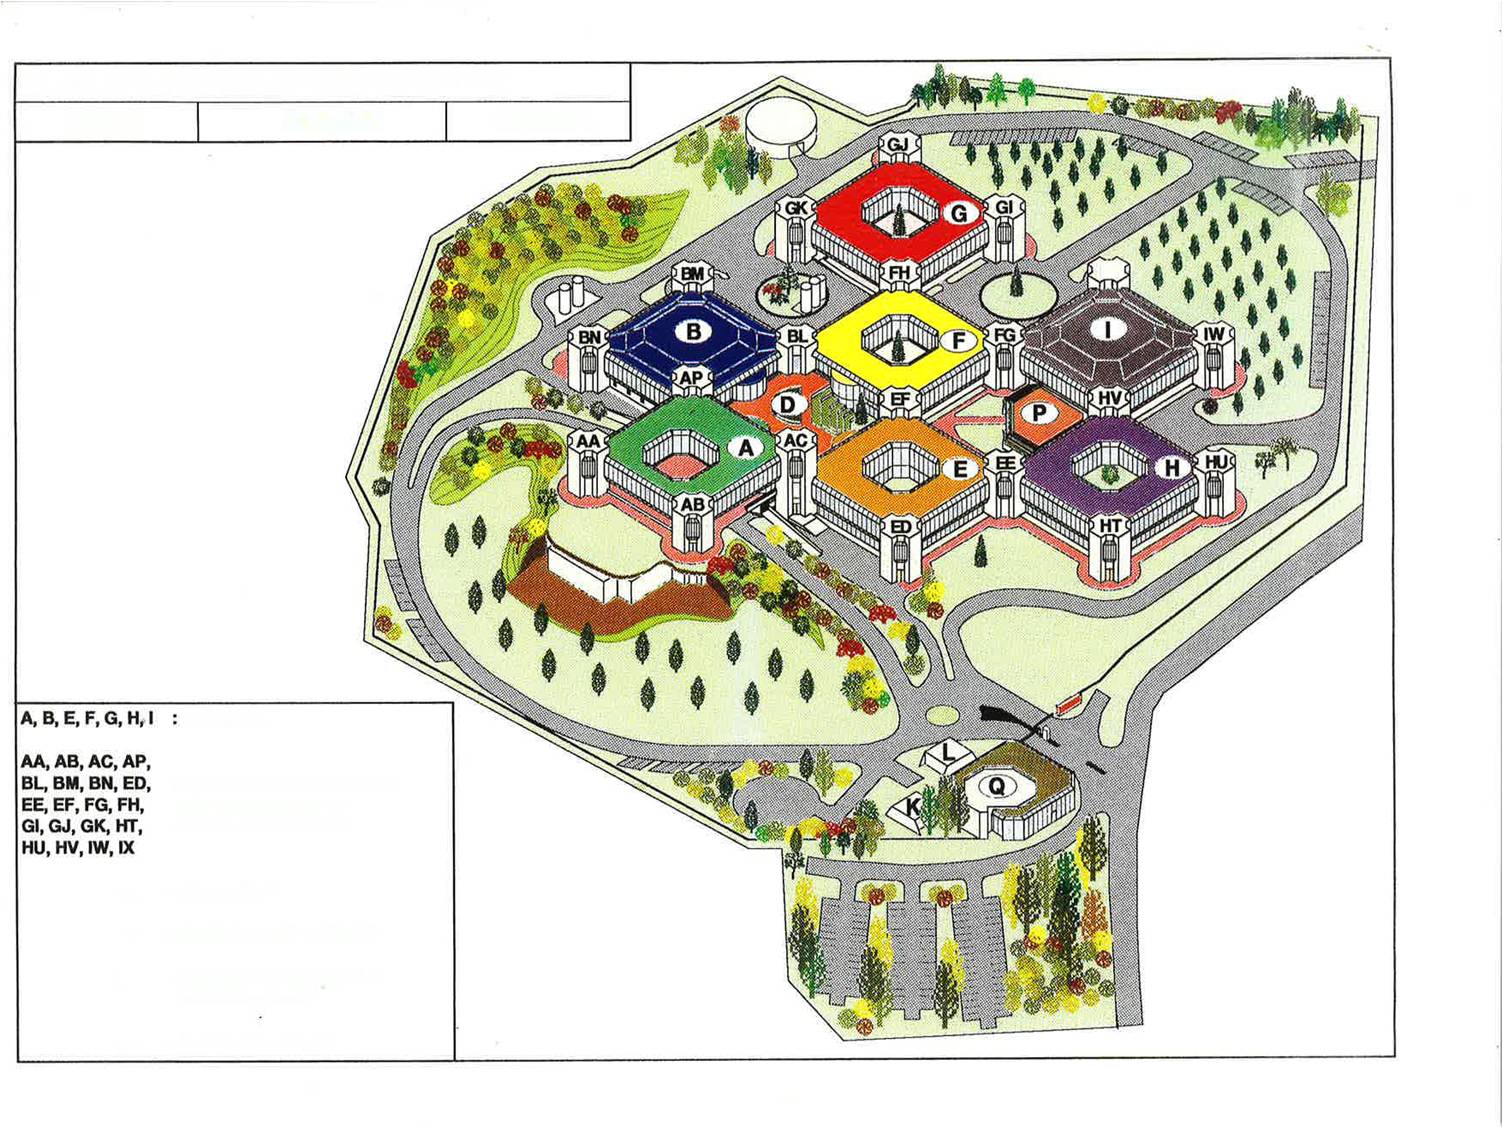 GJ
GK
G
GI
BM
FH
BN
B
BL
F
FG
I
IW
AP
D
EF
P
HV
AA
A
AC
E
EE
H
HU
AB
ED
HT
A, B, E, F, G, H, I :
AA, AB, AC, AP,
BL, BM, BN, ED,
EE, EF, FG, FH,
GI, GJ, GK, HT,
HU, HV, IW, IX
L
Q
K